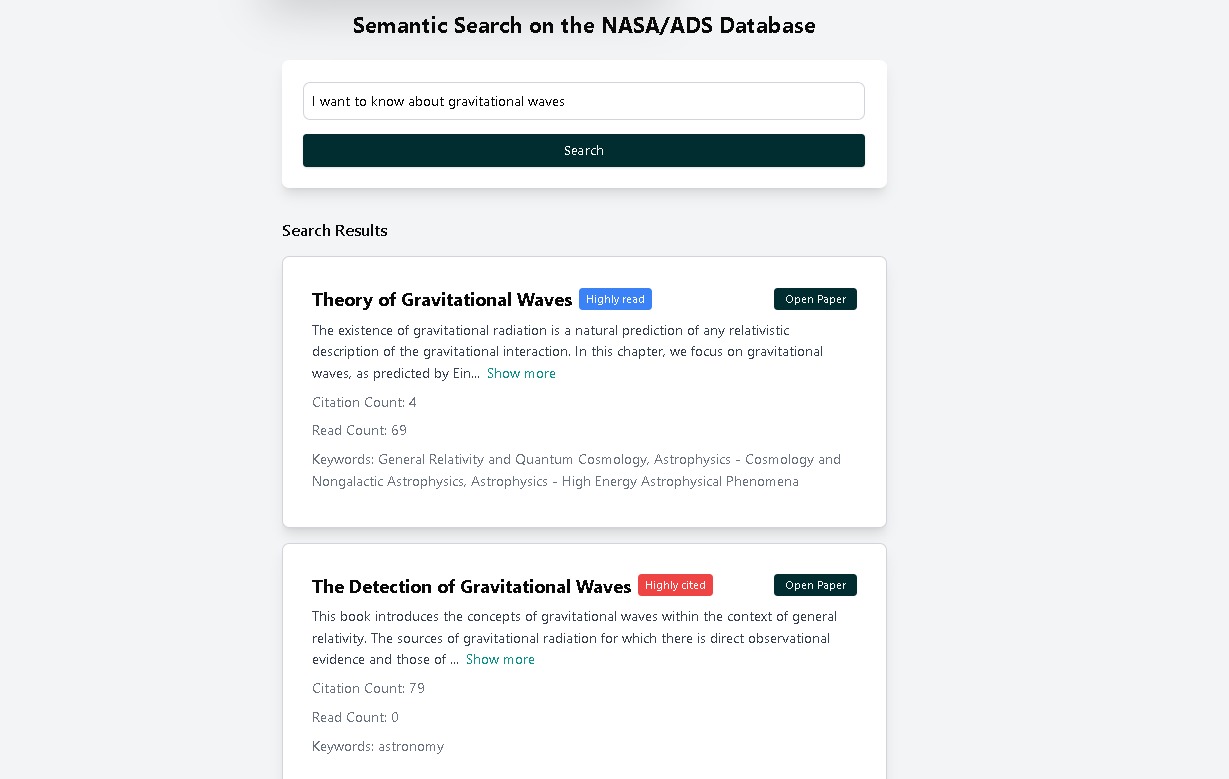 Semantic Search on the NASA/ADS Database
I want to know about gravitational waves
Search
Search Results
Theory of Gravitational Waves Highly read Open Paper
The existence of gravitational radiation is a natural prediction of any relativistic
description of the gravitational interaction. In this chapter, we focus on gravitational
waves, as predicted by Ein... Show more
Citation Count: 4
Read Count: 69
Keywords: General Relativity and Quantum Cosmology, Astrophysics - Cosmology and
Nongalactic Astrophysics, Astrophysics - High Energy Astrophysical Phenomena
The Detection of Gravitational Waves Highly cited Open Paper
This book introduces the concepts of gravitational waves within the context of general
relativity. The sources of gravitational radiation for which there is direct observational
evidence and those of ... Show more
Citation Count: 79
Read Count: 0
Keywords: astronomy